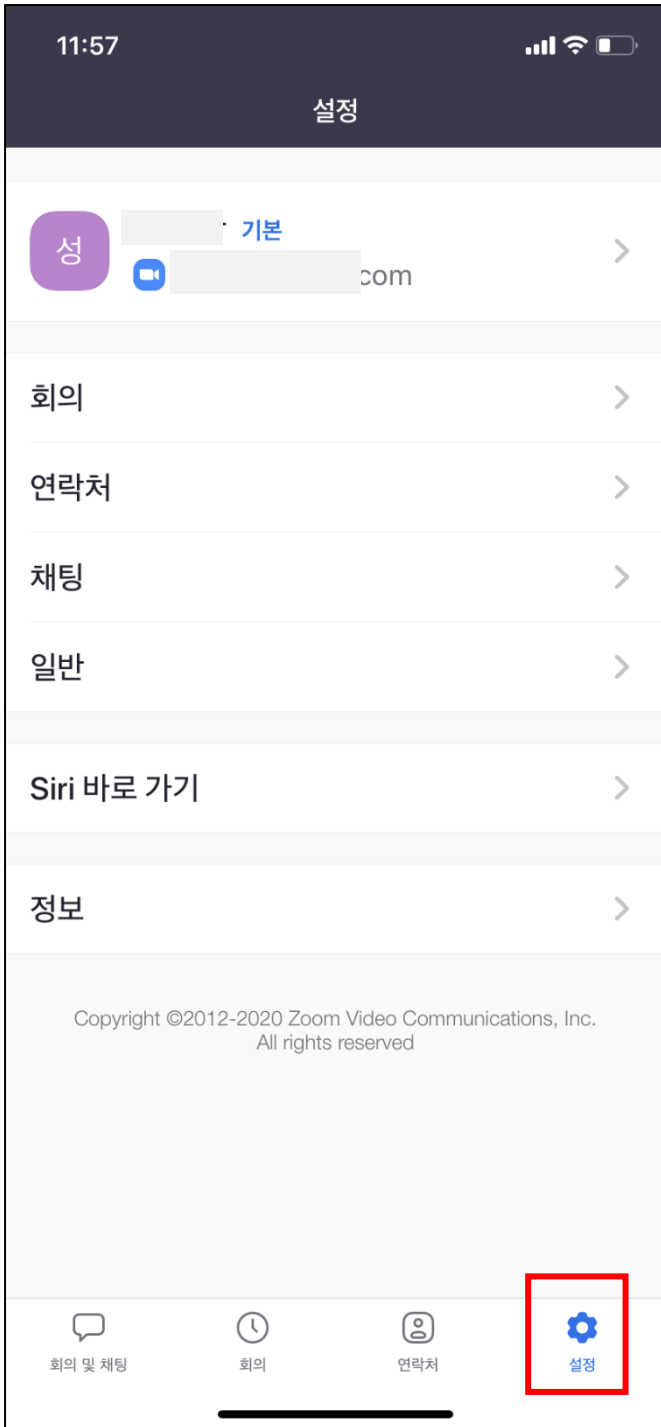 11:57
설정
성
기본
.com
회의
연락처
채팅
일반
Siri 바로 가기
정보
Copyright ©2012-2020 Zoom Video Communications, Inc.
All rights reserved
회의 및 채팅
회의
연락처
설정